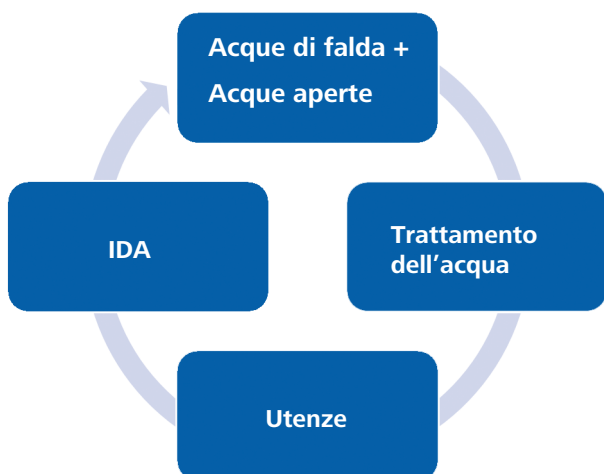 Acque di falda +
Acque aperte
Trattamento
dell’acqua
Utenze
IDA